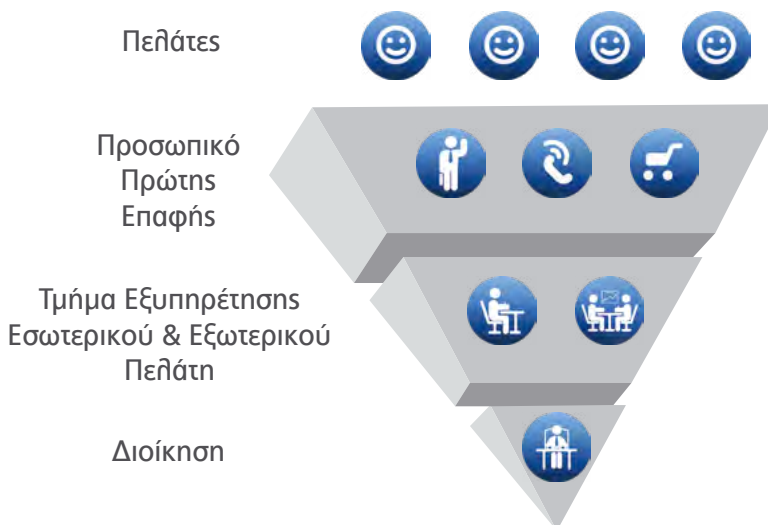 Πελάτες
Προσωπικό
Πρώτης
Επαφής
Τμήμα Εξυπηρέτησης
Εσωτερικού & Εξωτερικού
Πελάτη
Διοίκηση